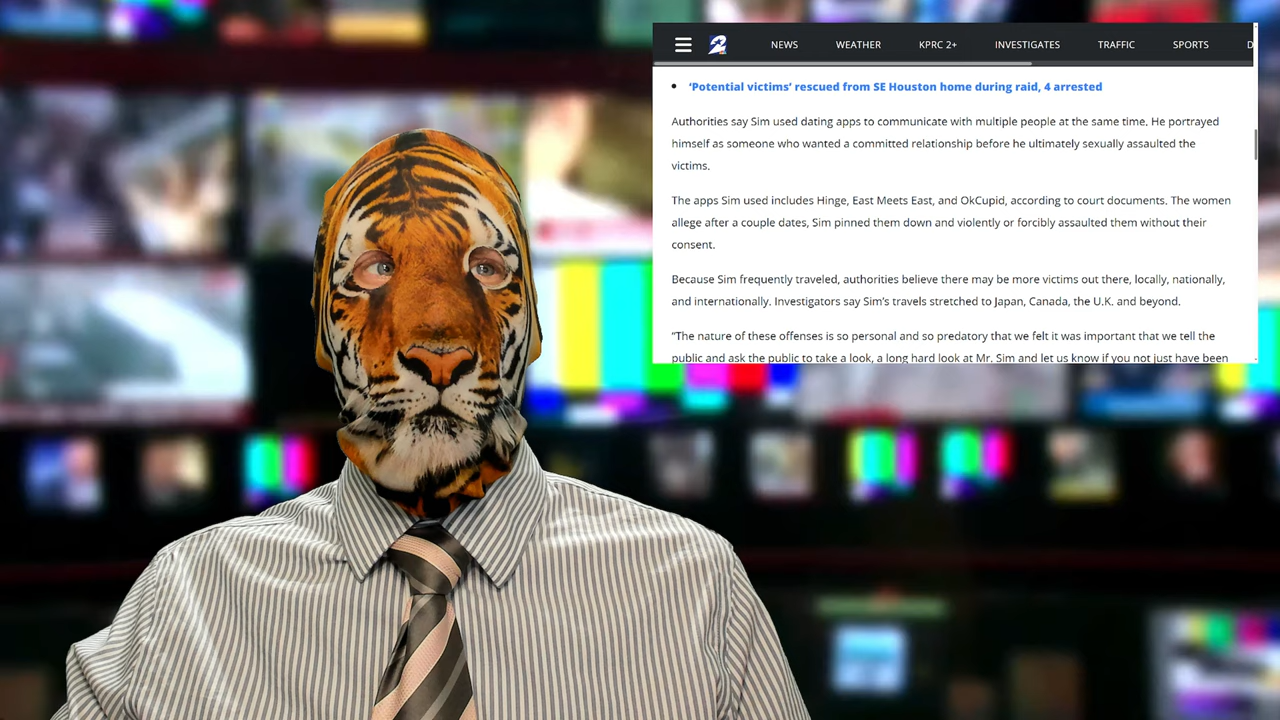 NEWS WEATHER KPRC 2+ INVESTIGATES TRAFFIC SPORTS
‘Potential victims’ rescued from SE Houston home during raid, 4 arrested
Authorities say Sim used dating apps to communicate with multiple people at the same time. He portrayed
himself as someone who wanted a committed relationship before he ultimately sexually assaulted the
victims.
The apps Sim used includes Hinge, East Meets East, and OkCupid, according to court documents. The women
allege after a couple dates, Sim pinned them down and violently or forcibly assaulted them without their
consent.
Because Sim frequently traveled, authorities believe there may be more victims out there, locally, nationally,
and internationally. Investigators say Sim’s travels stretched to Japan, Canada, the U.K. and beyond.
“The nature of these offenses is so personal and so predatory that we felt it was important that we tell the
public and ask the public to take a look, a long hard look at Mr. Sim and let us know if you not just have been